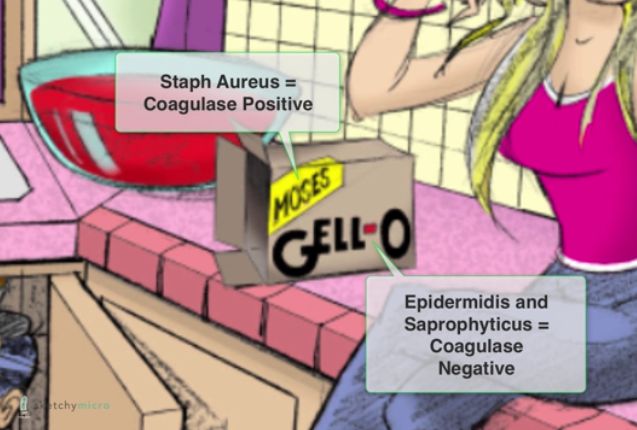 Staph Aureus =
Coagulase Positive
MOSES
GELL-O
Epidermidis and
Saprophyticus =
Coagulase
Negative
sketchymicro